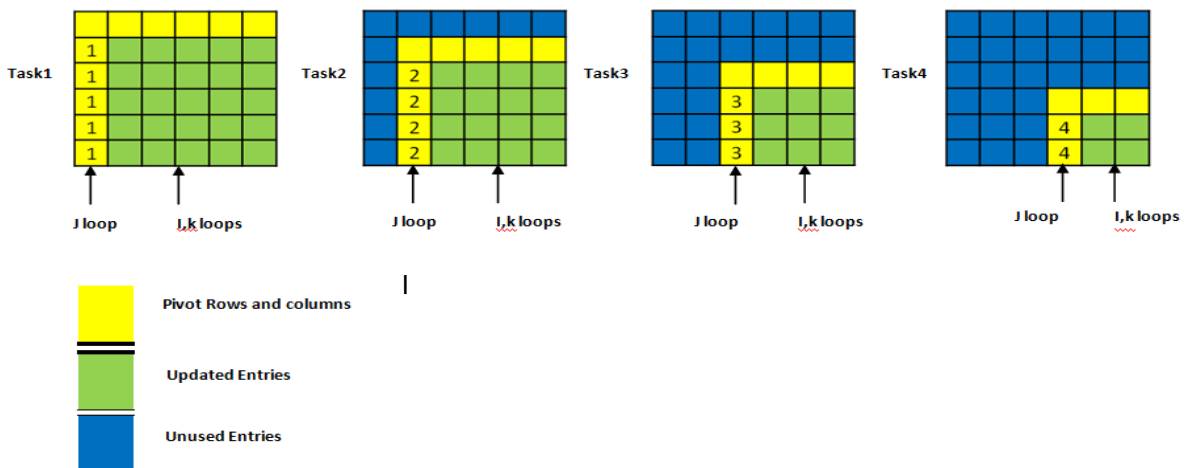 1
2
Task1
1
Task2
2
Task3
3
Task4
1
2
3
4
1
2
3
4
J loop
I,k loops
J loop
I,k loops
J loop
I,k loops
J loop
I,k loops
Pivot Rows and columns
Updated Entries
Unused Entries